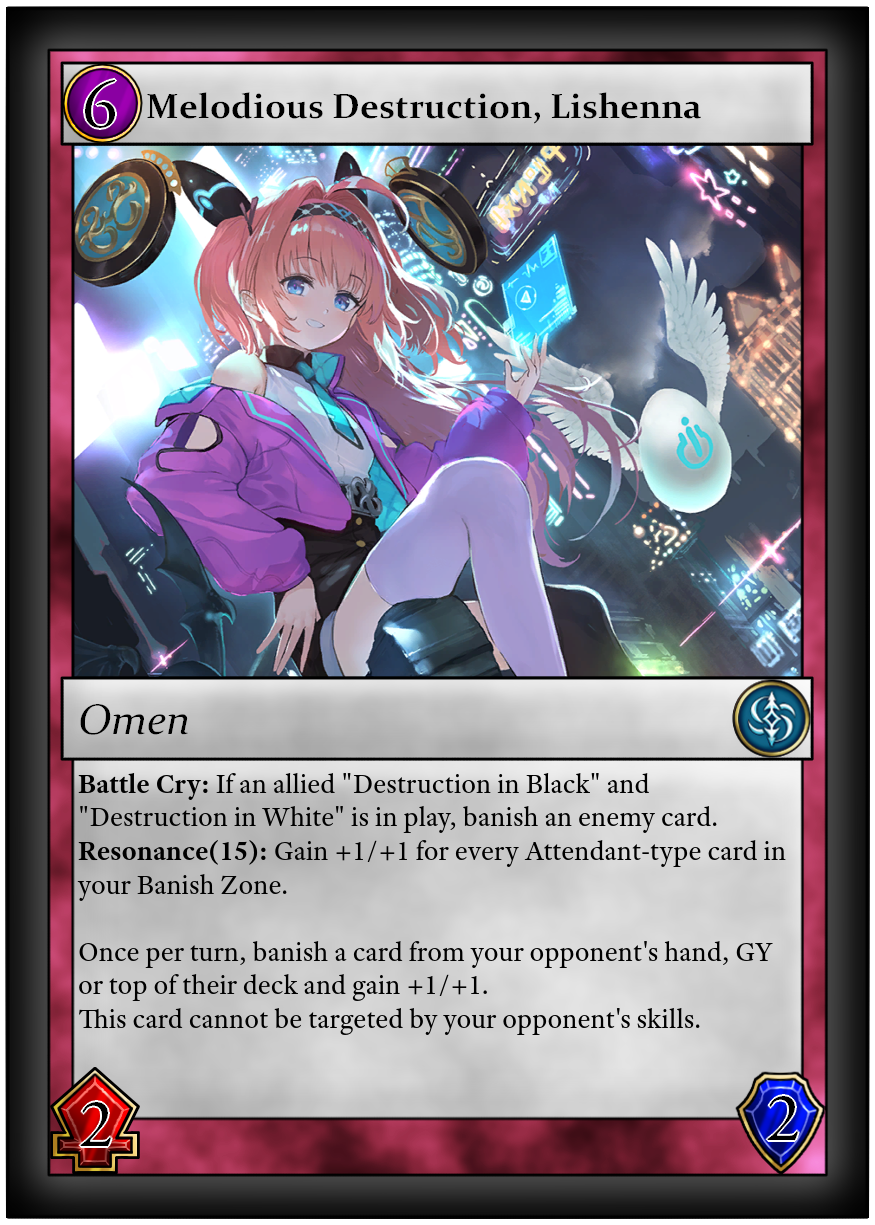 6 Melodious Destruction, Lishenna
Omen
Battle Cry: If an allied "Destruction in Black" and
"Destruction in White" is in play, banish an enemy card.
Resonance(15): Gain +1/+1 for every Attendant-type card in
your Banish Zone.
Once per turn, banish a card from your opponent's hand, GY
or top of their deck and gain +1/+1.
This card cannot be targeted by your opponent's skills.
2 2